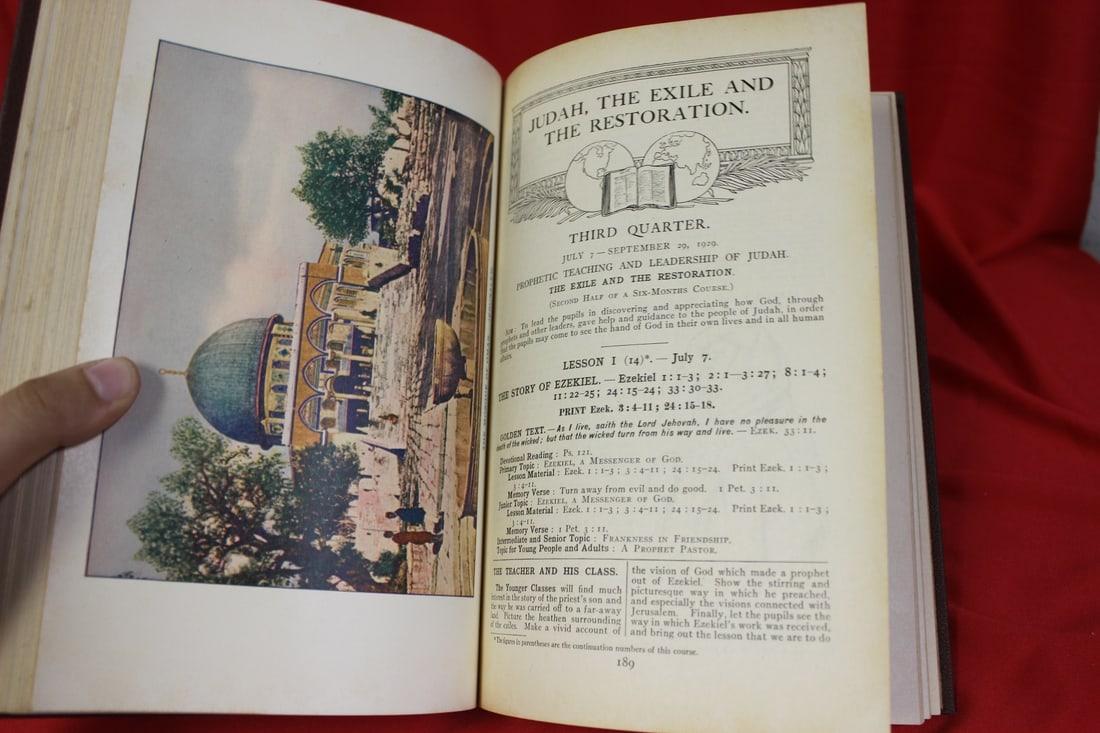 JUDAH, THE EXILE AND
THE RESTORATION.
THIRD QUARTER.
JULY 7 — SEPTEMBER 29, 1929.
PROPHETIC TEACHING AND LEADERSHIP OF JUDAH.
THE EXILE AND THE RESTORATION.
(SECOND HALF OF A SIX-MONTHS COURSE.)
AIM: To lead the pupils in discovering and appreciating how God, through
prophets and other leaders, gave help and guidance to the people of Judah, in order
that the pupils may come to see the hand of God in their own lives and in all human
affairs.
LESSON I (14)*. — July 7.
THE STORY OF EZEKIEL. — Ezekiel 1:1-3; 2:1—3:27; 8:1-4;
11:22-25; 24:15-24; 33:30-33.
PRINT Ezek. 3:4-11; 24:15-18.
GOLDEN TEXT. — As I live, saith the Lord Jehovah, I have no pleasure in the
death of the wicked; but that the wicked turn from his way and live. — EZEK. 33:11.
Devotional Reading: Ps. 121.
Primary Topic: EZEKIEL, A MESSENGER OF GOD.
Lesson Material: Ezek. 1:1-3; 3:4-11; 24:15-24. Print Ezek. 1:1-3;
3:4-11.
Memory Verse: Turn away from evil and do good. 1 Pet. 3:11.
Junior Topic: EZEKIEL, A MESSENGER OF GOD.
Lesson Material: Ezek. 1:1-3; 3:4-11; 24:15-24. Print Ezek. 1:1-3;
3:4-11.
Memory Verse: 1 Pet. 3:11.
Intermediate and Senior Topic: FRANKNESS IN FRIENDSHIP.
Topic for Young People and Adults: A PROPHET PASTOR.
THE TEACHER AND HIS CLASS.
The Younger Classes will find much
interest in the story of the priest's son and
the way he was carried off to a far-away
land. Picture the heathen surrounding
of the exiles. Make a vivid account of
the vision of God which made a prophet
out of Ezekiel. Show the stirring and
picturesque way in which he preached,
and especially the visions connected with
Jerusalem. Finally, let the pupils see the
way in which Ezekiel's work was received,
and bring out the lesson that we are to do
*The figures in parentheses are the continuation numbers of this course.
189